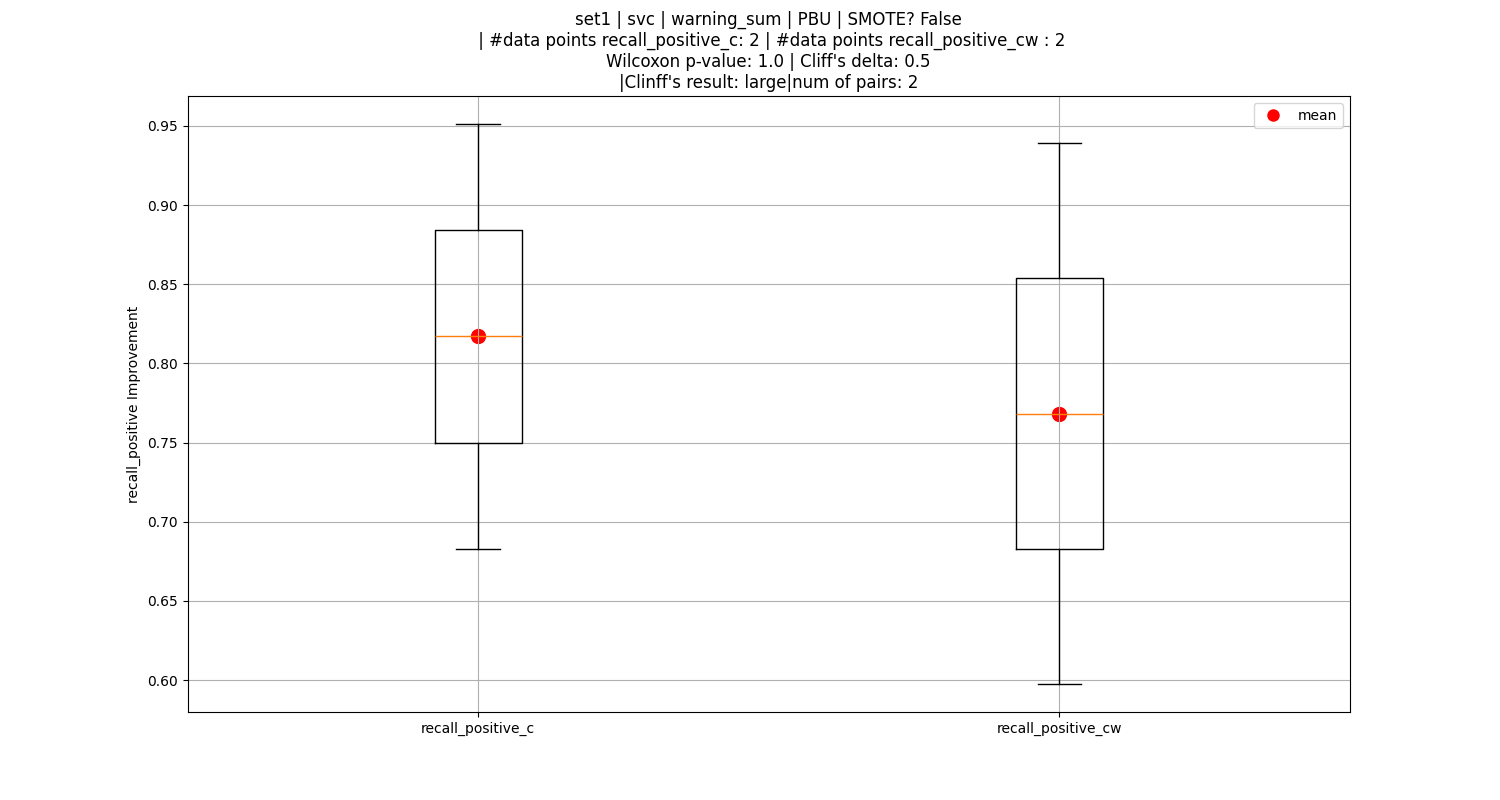 set1 | svc | warning_sum | PBU | SMOTE? False
| #data points recall_positive_c: 2 | #data points recall_positive_cw : 2
Wilcoxon p-value: 1.0 | Cliff's delta: 0.5
|Clinff's result: large|num of pairs: 2
mean
0.95
0.90
0.85
0.80
0.75
0.70
0.65
0.60
recall_positive Improvement
recall_positive_c
recall_positive_cw